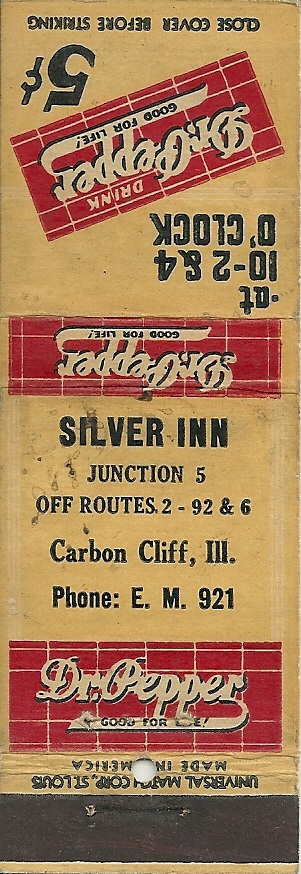 CLOSE COVER BEFORE STRIKING
5¢
DRINK
Dr. Pepper
GOOD FOR LIFE!
at
10-2 & 4
O'CLOCK
Dr. Pepper
GOOD FOR LIFE!
SILVER INN
JUNCTION 5
OFF ROUTES. 2 - 92 & 6
Carbon Cliff, Ill.
Phone: E. M. 921
Dr. Pepper
GOOD FOR
UNIVERSAL MATCH CORP., ST. LOUIS
MADE IN AMERICA